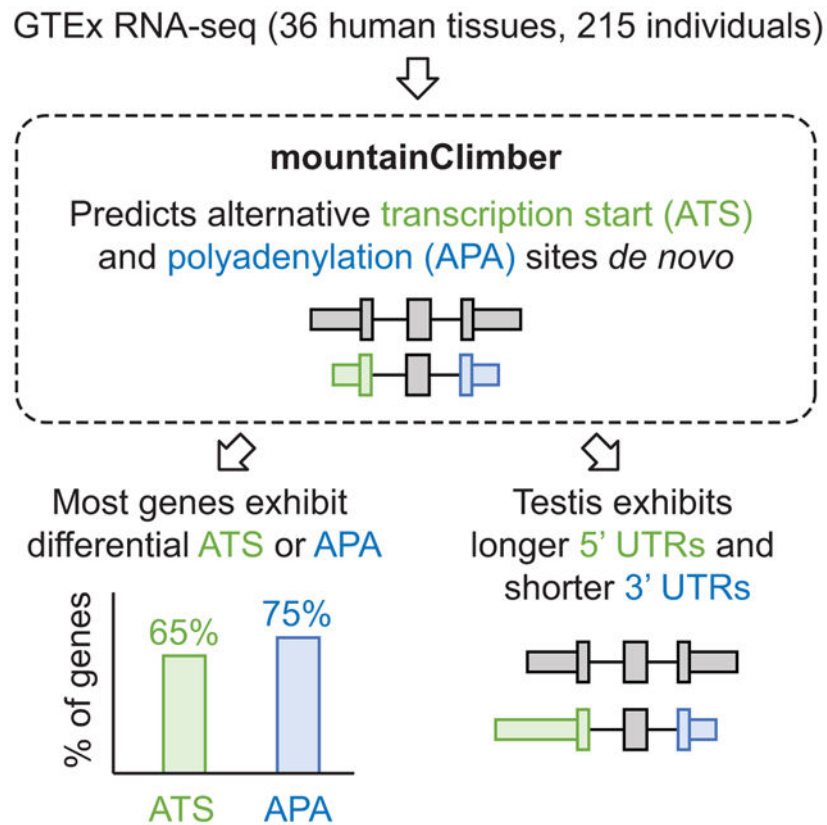 GTEx RNA-seq (36 human tissues, 215 individuals)
mountainClimber
Predicts alternative transcription start (ATS)
and polyadenylation (APA) sites de novo
Most genes exhibit
differential ATS or APA
% of genes
65%
75%
ATS
APA
Testis exhibits
longer 5' UTRs and
shorter 3' UTRs